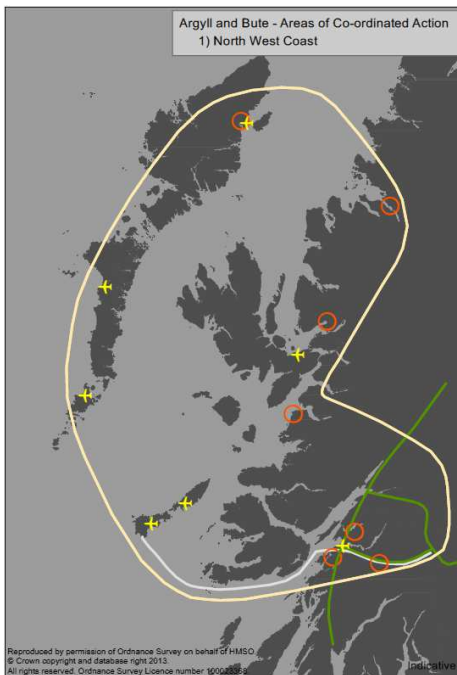 Argyll and Bute - Areas of Co-ordinated Action
1) North West Coast
Reproduced by permission of Ordnance Survey on behalf of HMSO.
© Crown copyright and database right 2013.
All rights reserved. Ordnance Survey Licence number 100023368
Indicative